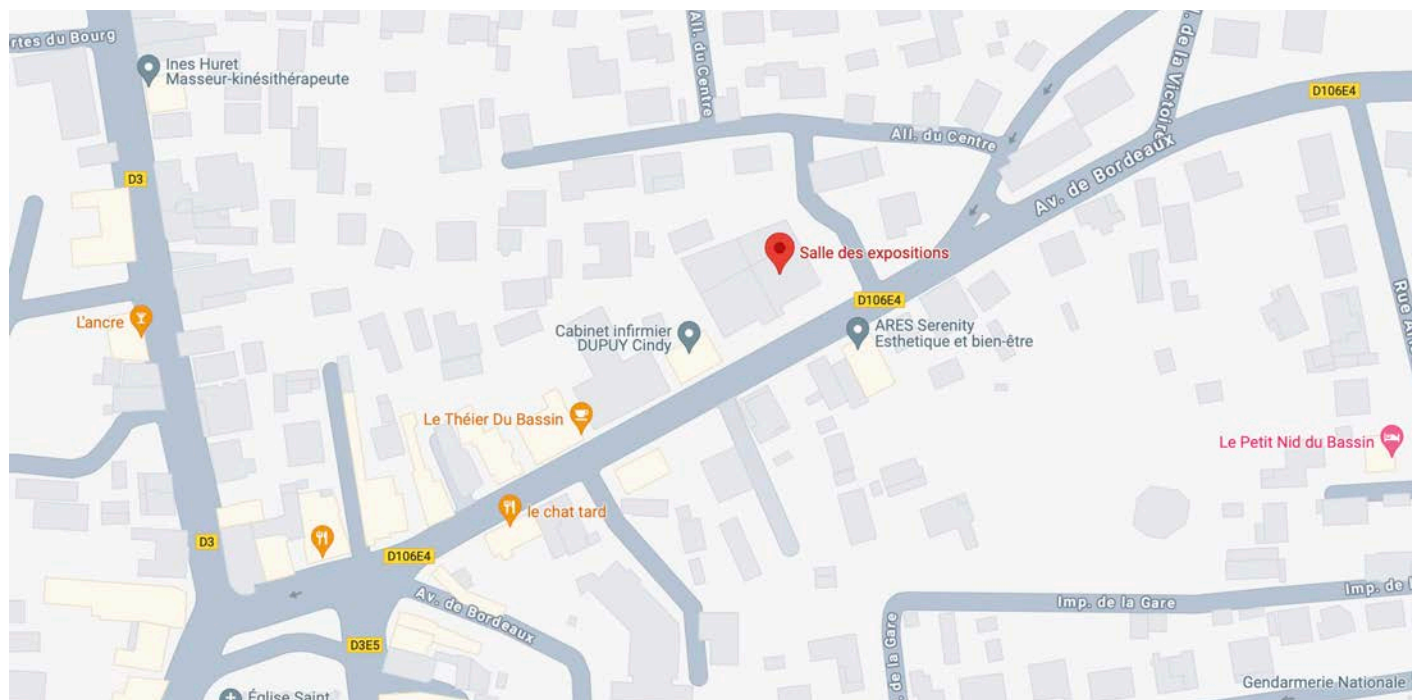 rtes du Bourg
Ines Huret
Masseur-kinésithérapeute
All. du Centre
de la Victoire
D106E4
All. du Centre
Av. de Bordeaux
D3
Salle des expositions
D106E4
L'ancre
Cabinet infirmier
DUPUY Cindy
ARES Serenity
Esthetique et bien-être
Rue
Le Théier Du Bassin
Le Petit Nid du Bassin
le chat tard
D3
D106E4
Av. de Bordeaux
Imp. de la Gare
Imp. de
D3E5
de la Gare
Gendarmerie Nationale
Église Saint